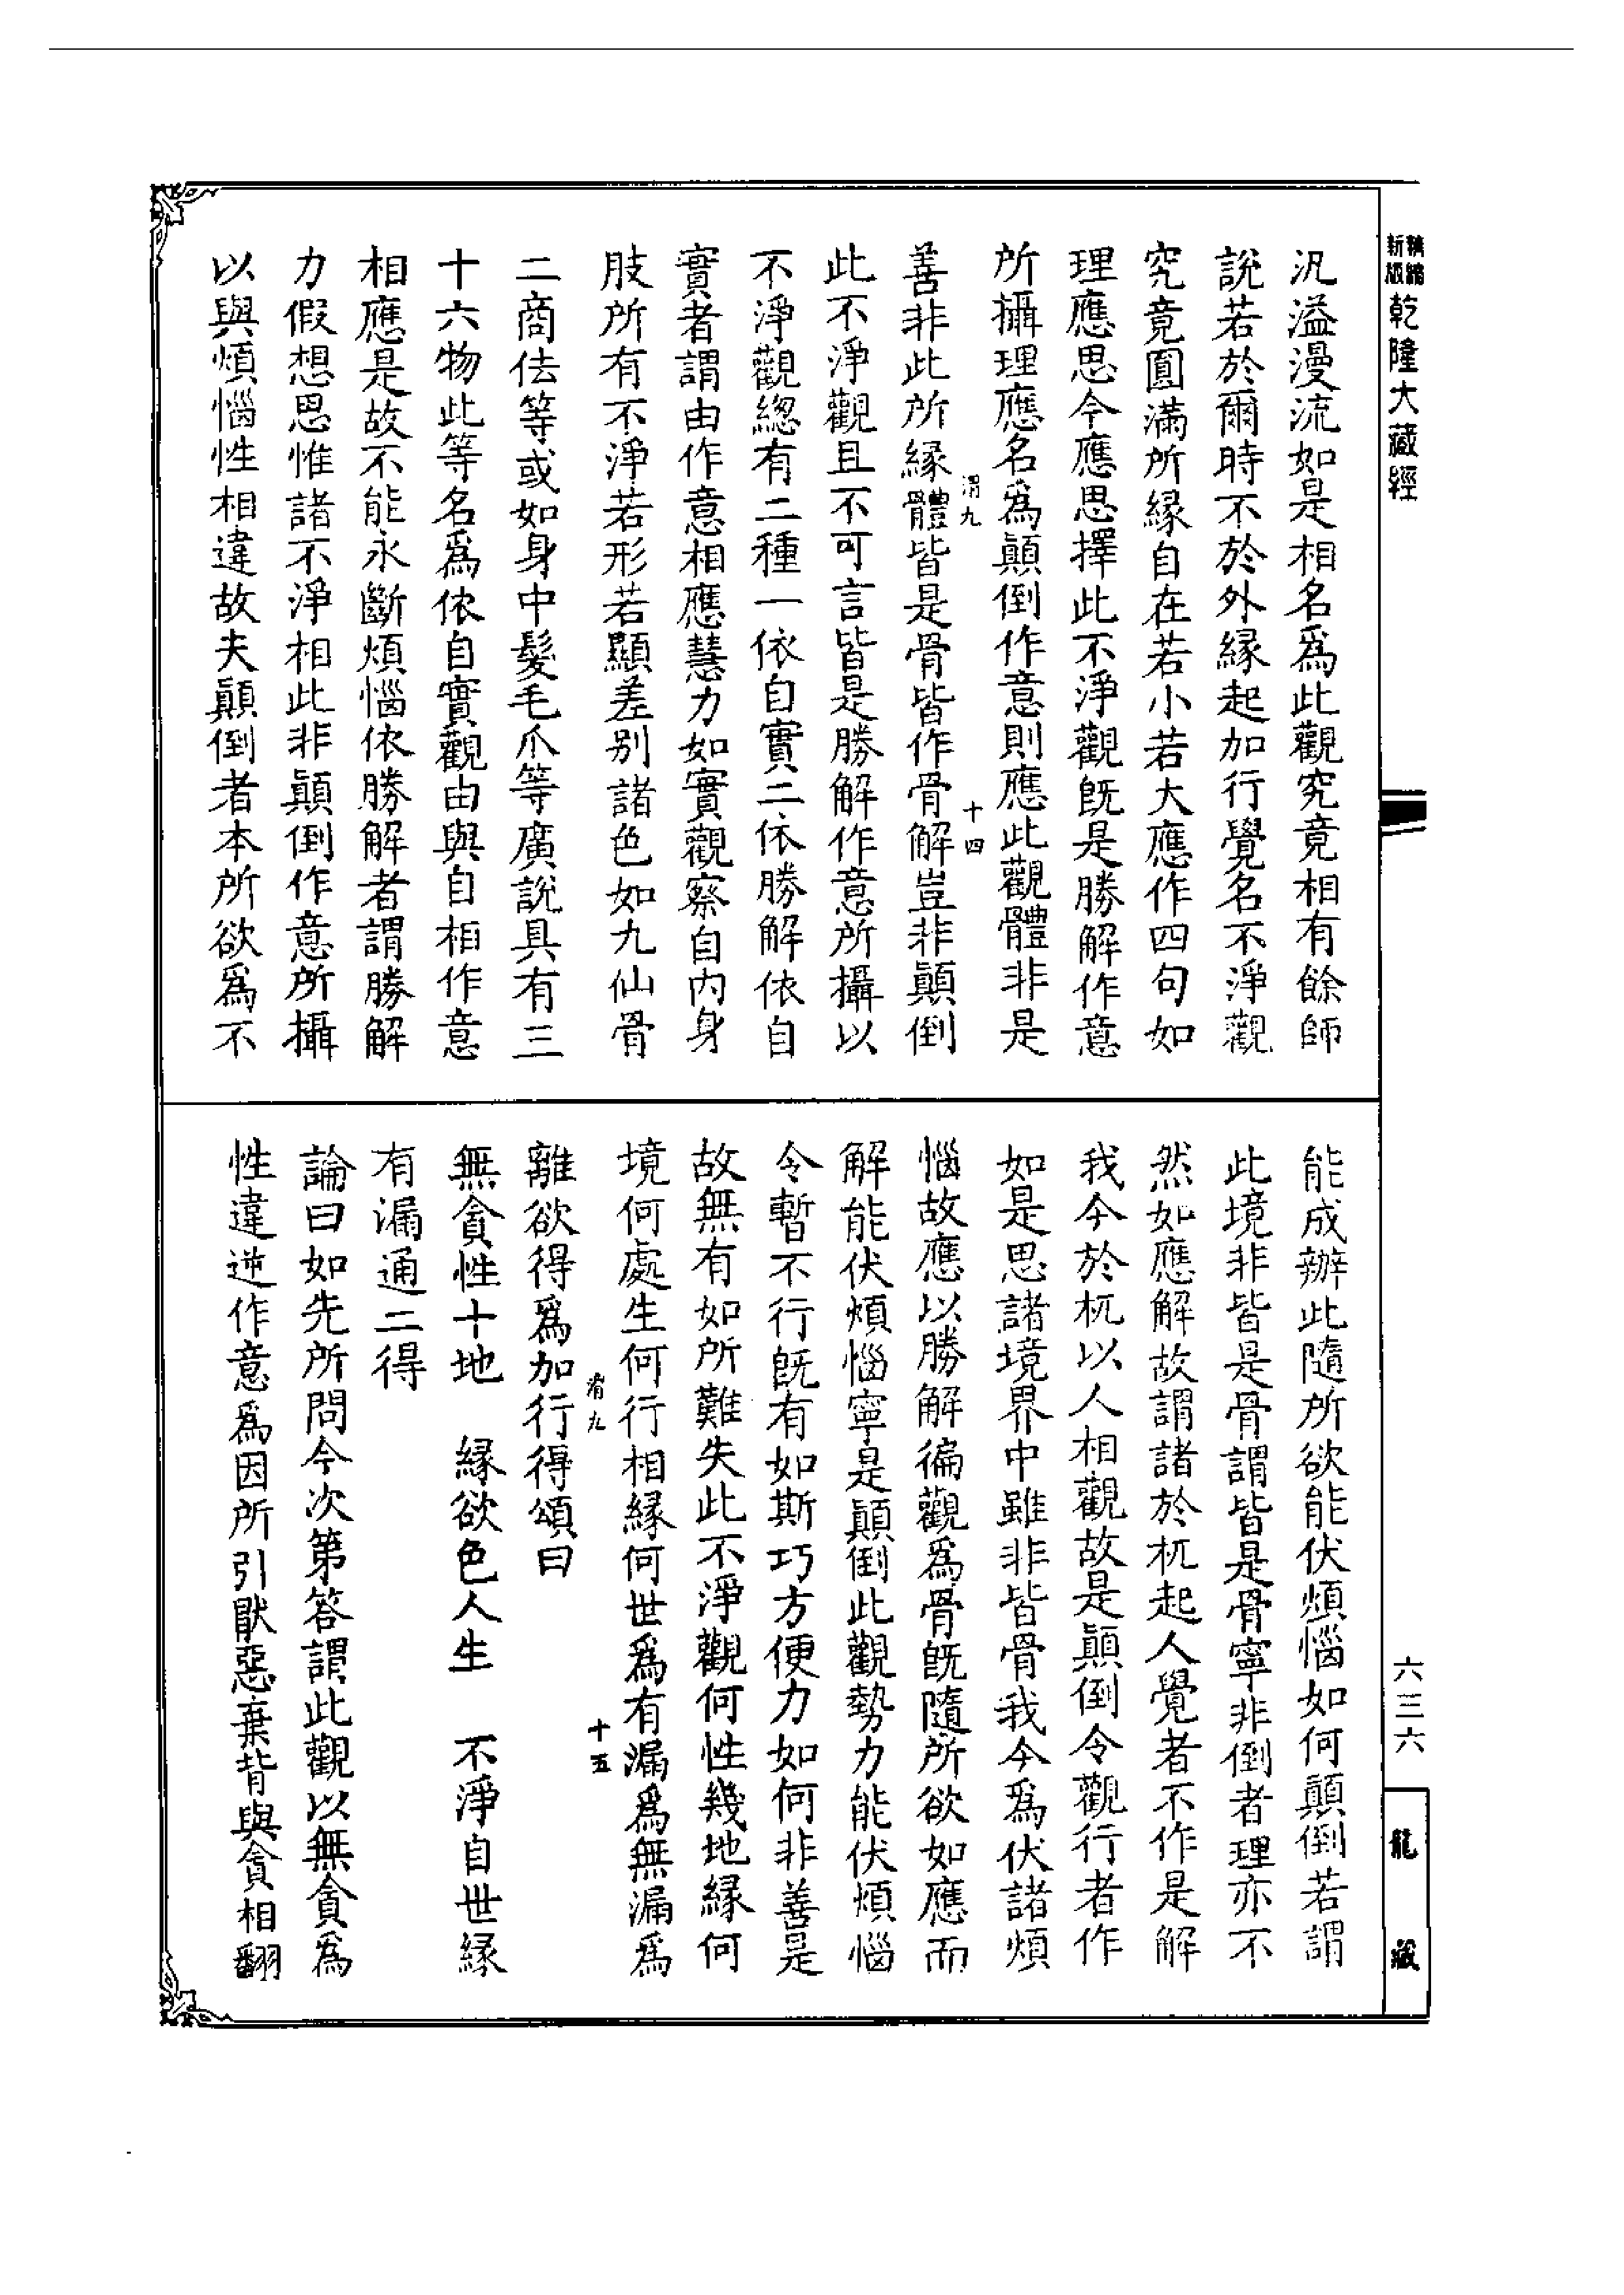 新版 精縮 乾隆大藏經
汎溢漫流如是相名爲此觀究竟相有餘師
說若於爾時不於外緣起加行覺名不淨觀
究竟圓滿所緣自在若小若大應作四句如
理應思今應思擇此不淨觀旣是勝解作意
所攝理應名爲顚倒作意則應此觀體非是
渭九 十四
善非此所緣體皆是骨皆作骨解豈非顚倒
此不淨觀且不可言皆是勝解作意所攝以
不淨觀緫有二種一依自實二依勝解依自
實者謂由作意相應慧力如實觀察自內身
肢所有不淨若形若顯差別諸色如九仙骨
二商佉等或如身中髮毛爪等廣說具有三
十六物此等名爲依自實觀由與自相作意
相應是故不能永斷煩惱依勝解者謂勝解
力假想思惟諸不淨相此非顚倒作意所攝
以與煩惱性相違故夫顚倒者本所欲爲不
能成辦此隨所欲能伏煩惱如何顚倒若謂
此境非皆是骨謂皆是骨寧非倒者理亦不
然如應解故謂諸於杌起人覺者不作是解
我今於杌以人相觀故是顚倒令觀行者作
如是思諸境界中雖非皆骨我今爲伏諸煩
惱故應以勝解徧觀爲骨旣隨所欲如應而
解能伏煩惱寧是顚倒此觀勢力能伏煩惱
令暫不行旣有如斯巧方便力如何非善是
故無有如所難失此不淨觀何性幾地緣何
境何處生何行相緣何世爲有漏爲無漏爲
渭九 十五
離欲得爲加行得頌曰
無貪性十地　緣欲色人生　不淨自世緣
有漏通二得
論曰如先所問今次第答謂此觀以無貪爲
性違逆作意爲因所引猒惡棄背與貪相翻
六三六
龍藏